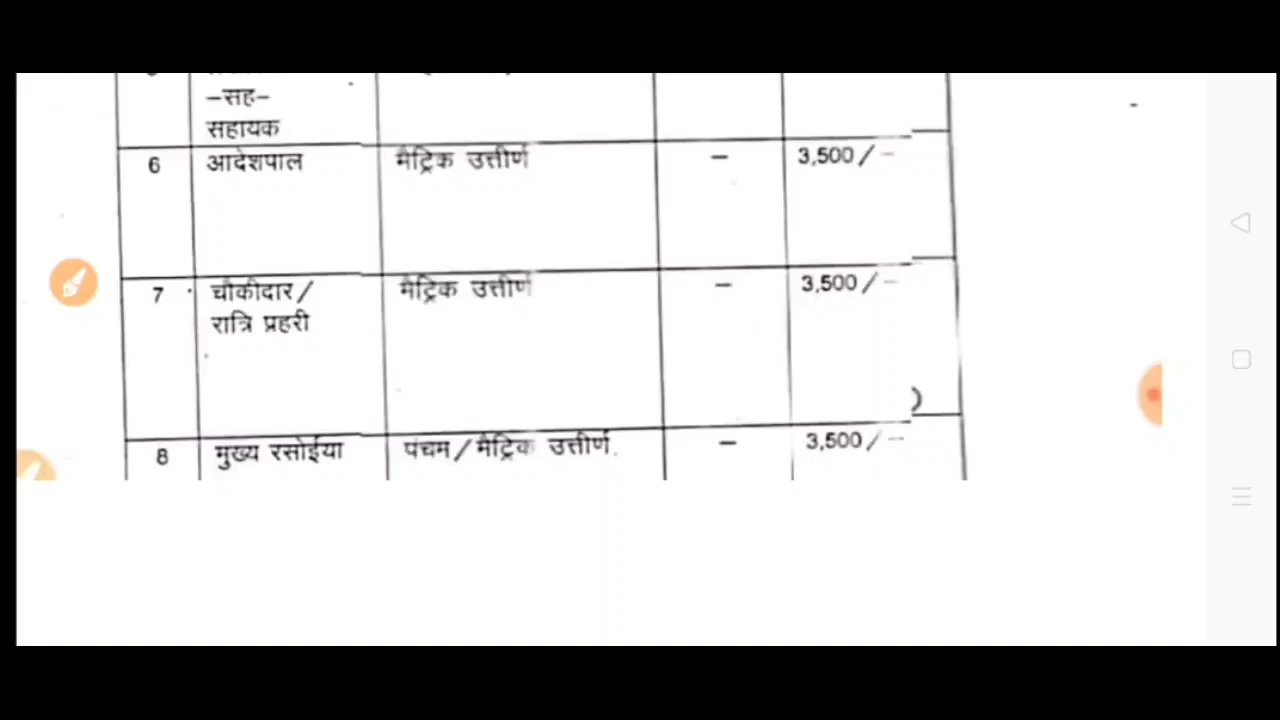 –सह–
सहायक
6 आदेशपाल मैट्रिक उत्तीर्ण – 3,500/–
7 चौकीदार/ मैट्रिक उत्तीर्ण – 3,500/–
रात्रि प्रहरी
8 मुख्य रसोईया पंचम/मैट्रिक उत्तीर्ण. – 3,500/–